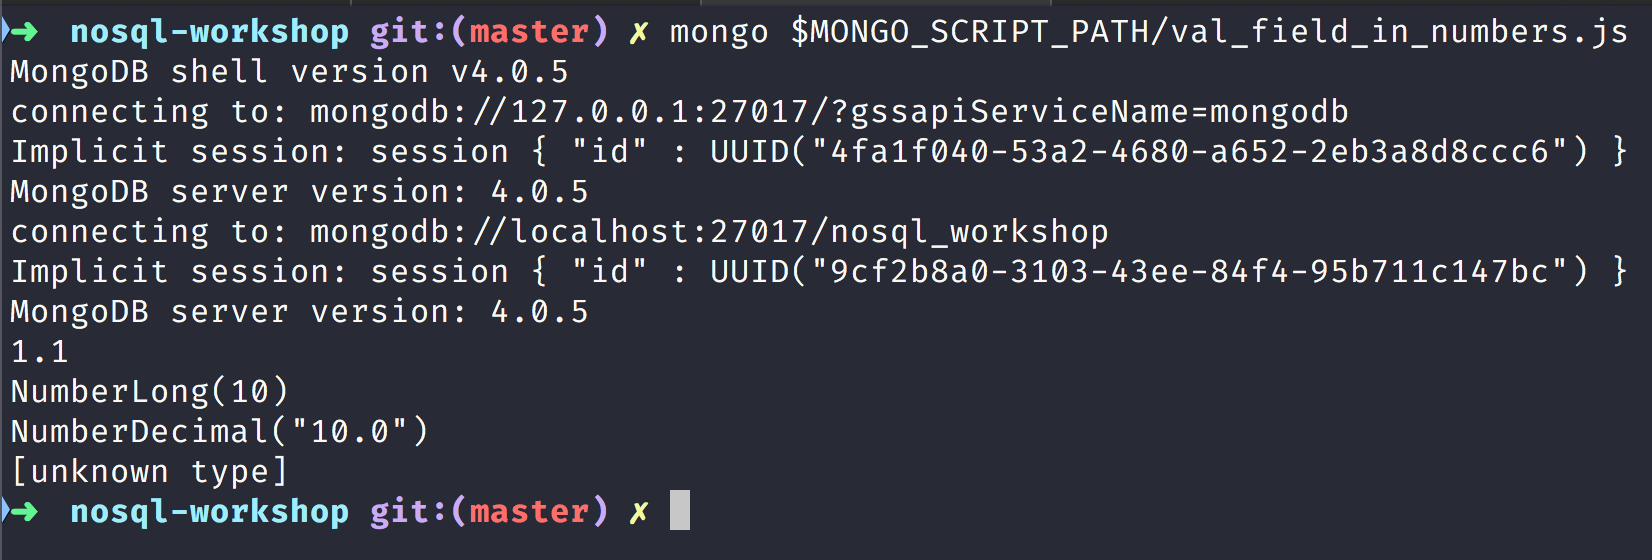 ➜ nosql-workshop git:(master) ✗ mongo $MONGO_SCRIPT_PATH/val_field_in_numbers.js
MongoDB shell version v4.0.5
connecting to: mongodb://127.0.0.1:27017/?gssapiServiceName=mongodb
Implicit session: session { "id" : UUID("4fa1f040-53a2-4680-a652-2eb3a8d8ccc6") }
MongoDB server version: 4.0.5
connecting to: mongodb://localhost:27017/nosql_workshop
Implicit session: session { "id" : UUID("9cf2b8a0-3103-43ee-84f4-95b711c147bc") }
MongoDB server version: 4.0.5
1.1
NumberLong(10)
NumberDecimal("10.0")
[unknown type]
➜ nosql-workshop git:(master) ✗